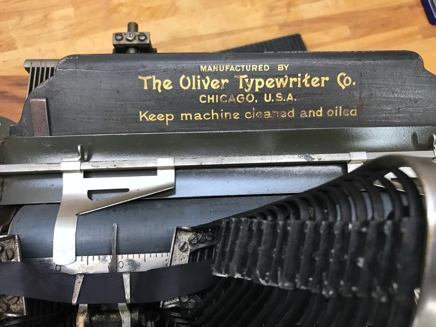 MANUFACTURED BY
The Oliver Typewriter Co.
CHICAGO, U.S.A.
Keep machine cleaned and oiled